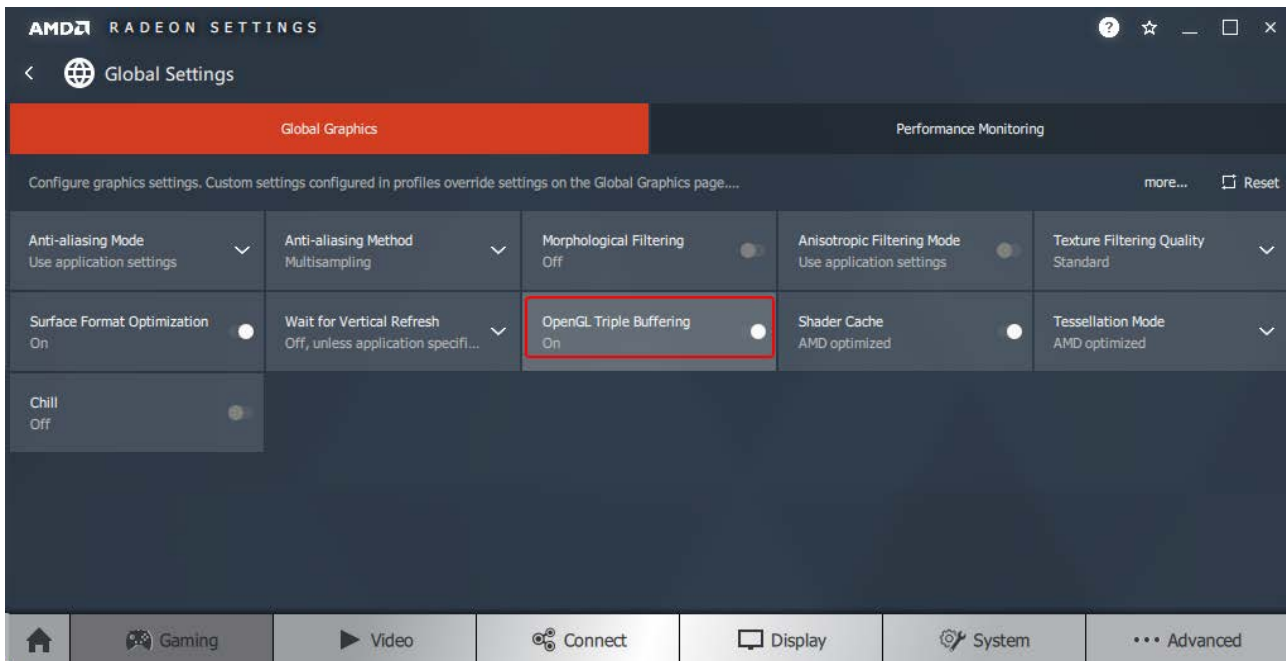 AMD RADEON SETTINGS
Global Settings
Global Graphics
Performance Monitoring
Configure graphics settings. Custom settings configured in profiles override settings on the Global Graphics page....
more...
Reset
Anti-aliasing Mode
Use application settings
Anti-aliasing Method
Multisampling
Morphological Filtering
Off
Anisotropic Filtering Mode
Use application settings
Texture Filtering Quality
Standard
Surface Format Optimization
On
Wait for Vertical Refresh
Off, unless application specifi...
OpenGL Triple Buffering
On
Shader Cache
AMD optimized
Tessellation Mode
AMD optimized
Chill
Off
Gaming
Video
Connect
Display
System
Advanced